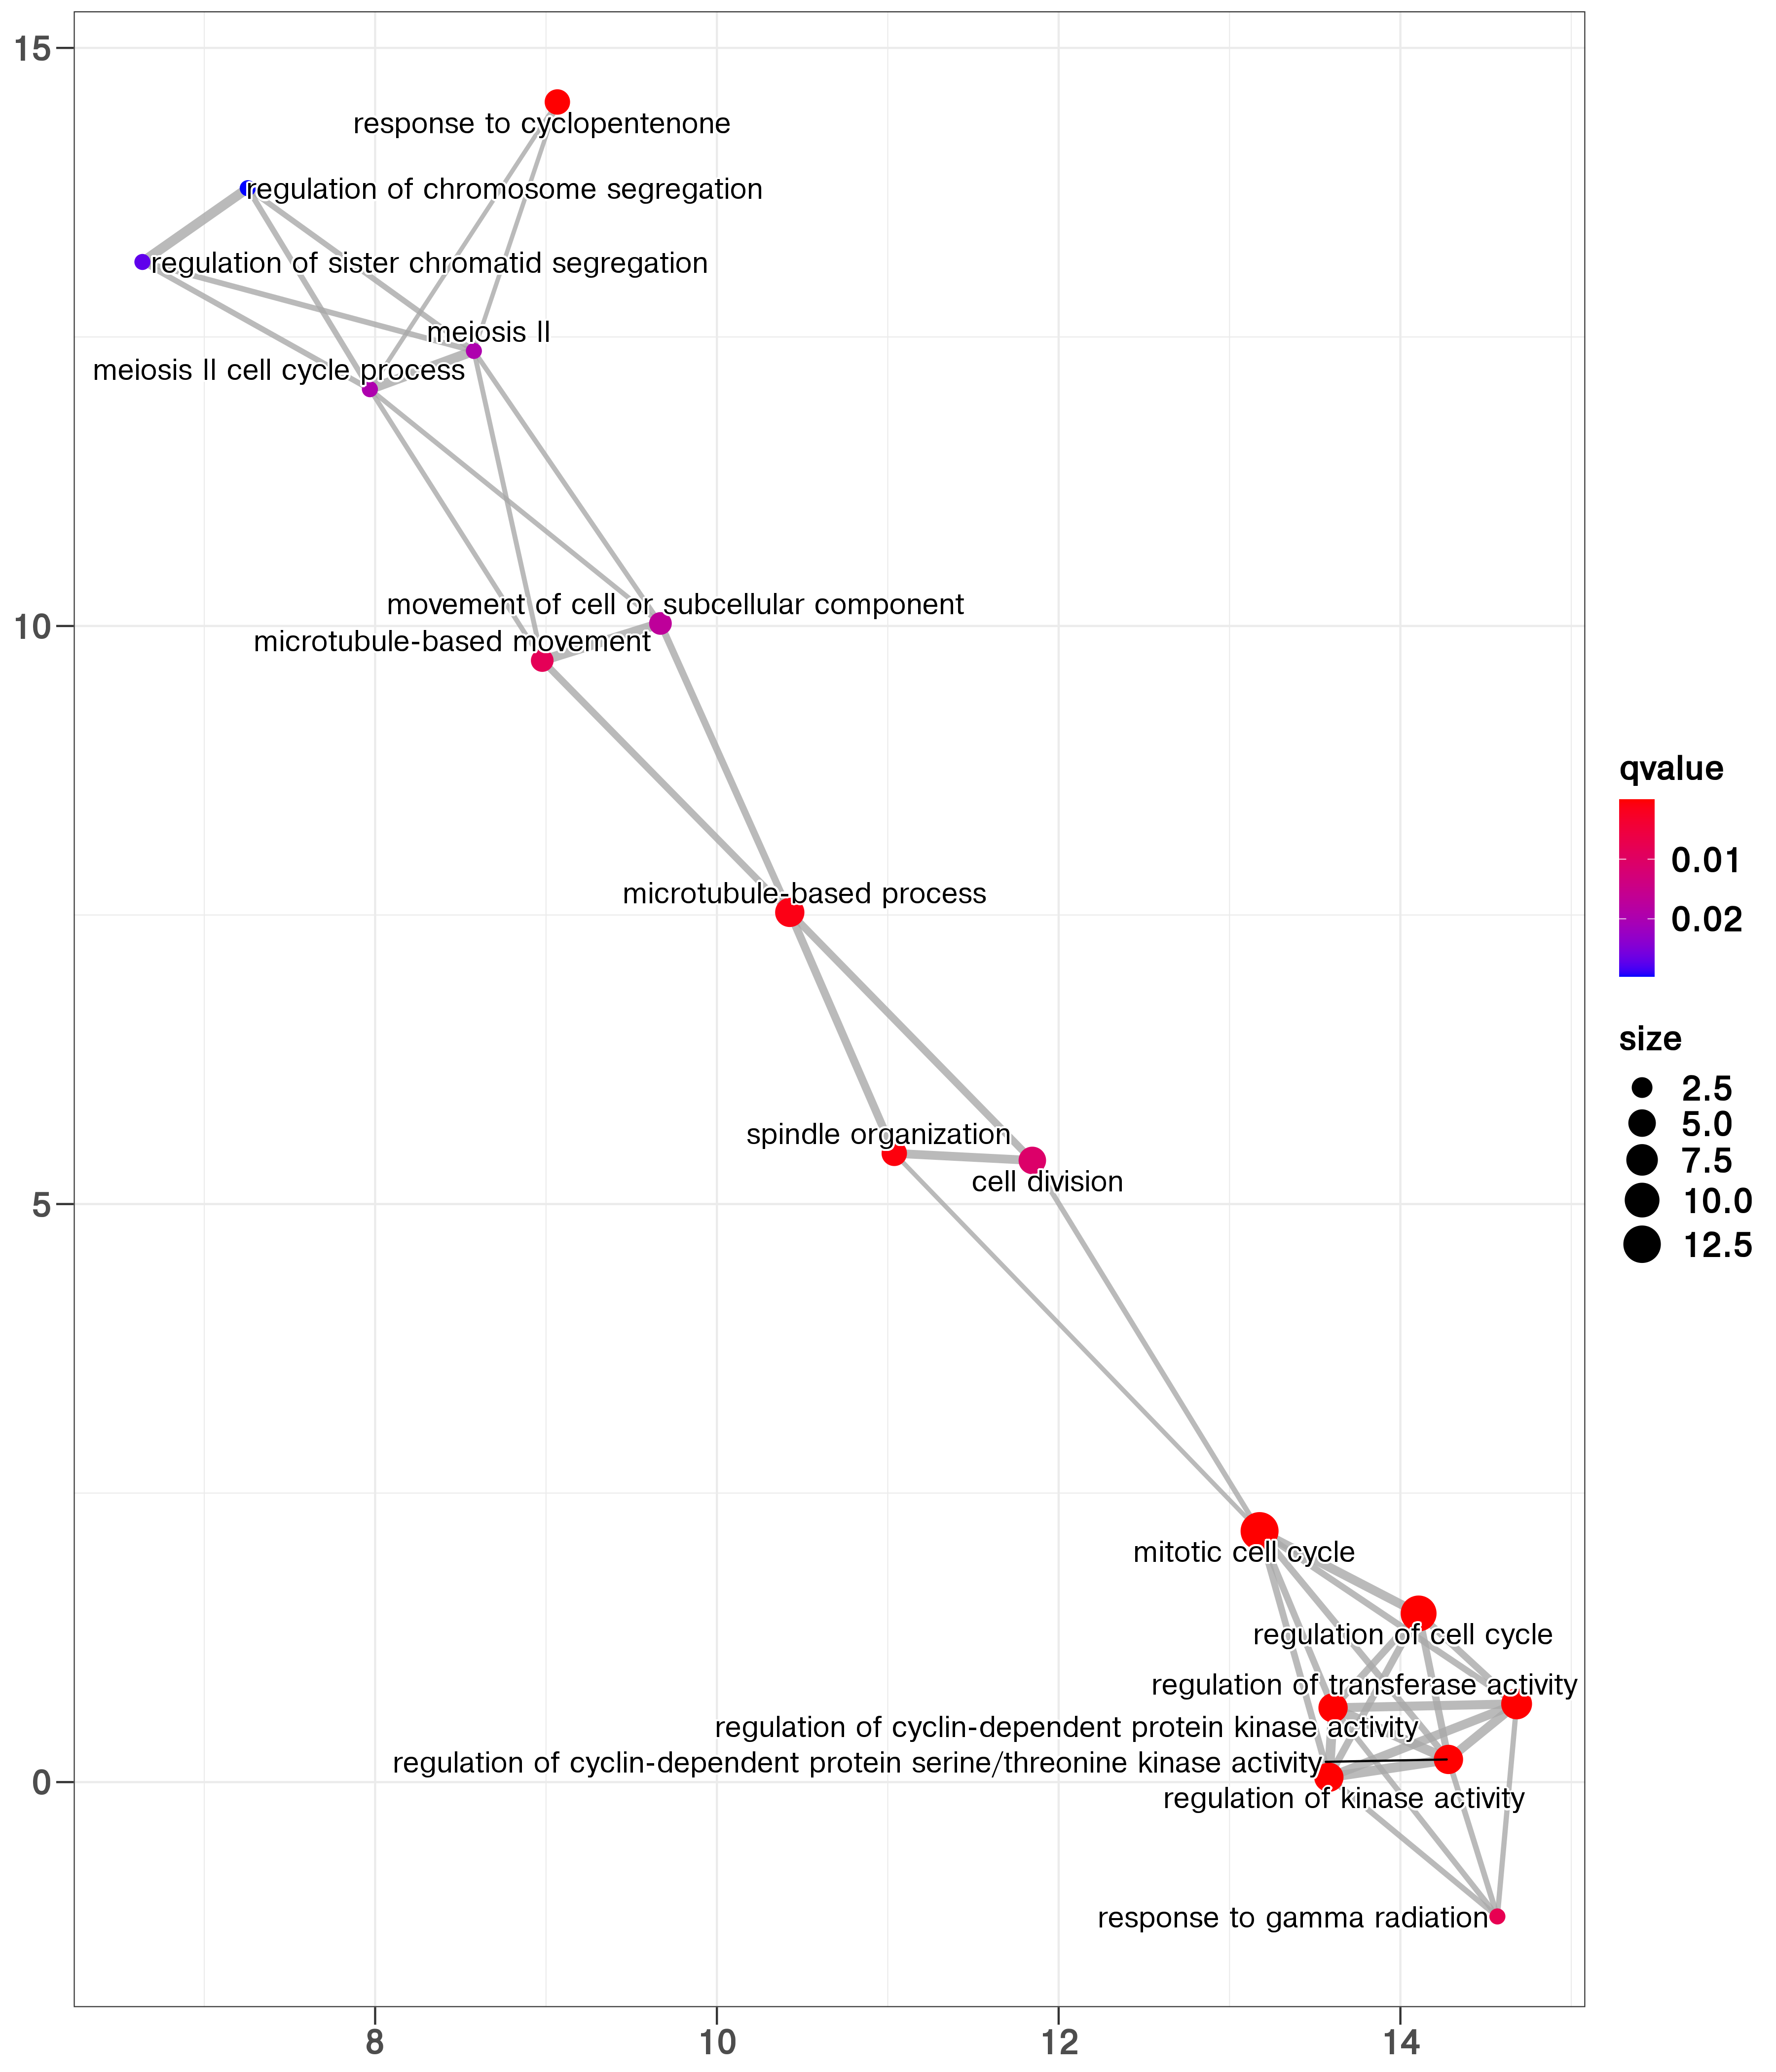 15
response to cyclopentenone
regulation of chromosome segregation
regulation of sister chromatid segregation
meiosis II
meiosis II cell cycle process
movement of cell or subcellular component
10
microtubule-based movement
qvalue
0.01
microtubule-based process
0.02
size
2.5
5.0
spindle organization
7.5
cell division
10.0
5
12.5
mitotic cell cycle
regulation of cell cycle
regulation of transferase activity
regulation of cyclin-dependent protein kinase activity
regulation of cyclin-dependent protein serine/threonine kinase activity
0
regulation of kinase activity
response to gamma radiation
8
10
12
14